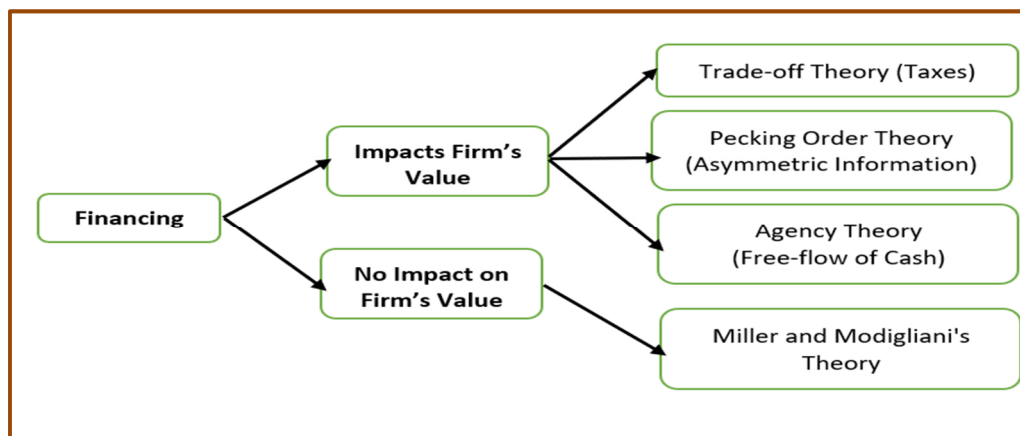 Financing
Impacts Firm’s
Value
No Impact on
Firm’s Value
Trade-off Theory (Taxes)
Pecking Order Theory
(Asymmetric Information)
Agency Theory
(Free-flow of Cash)
Miller and Modigliani's
Theory